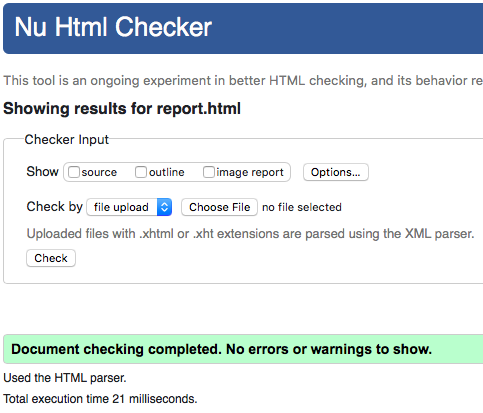 Nu Html Checker
This tool is an ongoing experiment in better HTML checking, and its behavior re
Showing results for report.html
Checker Input
Show source outline image report Options...
Check by file upload Choose File no file selected
Uploaded files with .xhtml or .xht extensions are parsed using the XML parser.
Check
Document checking completed. No errors or warnings to show.
Used the HTML parser.
Total execution time 21 milliseconds.